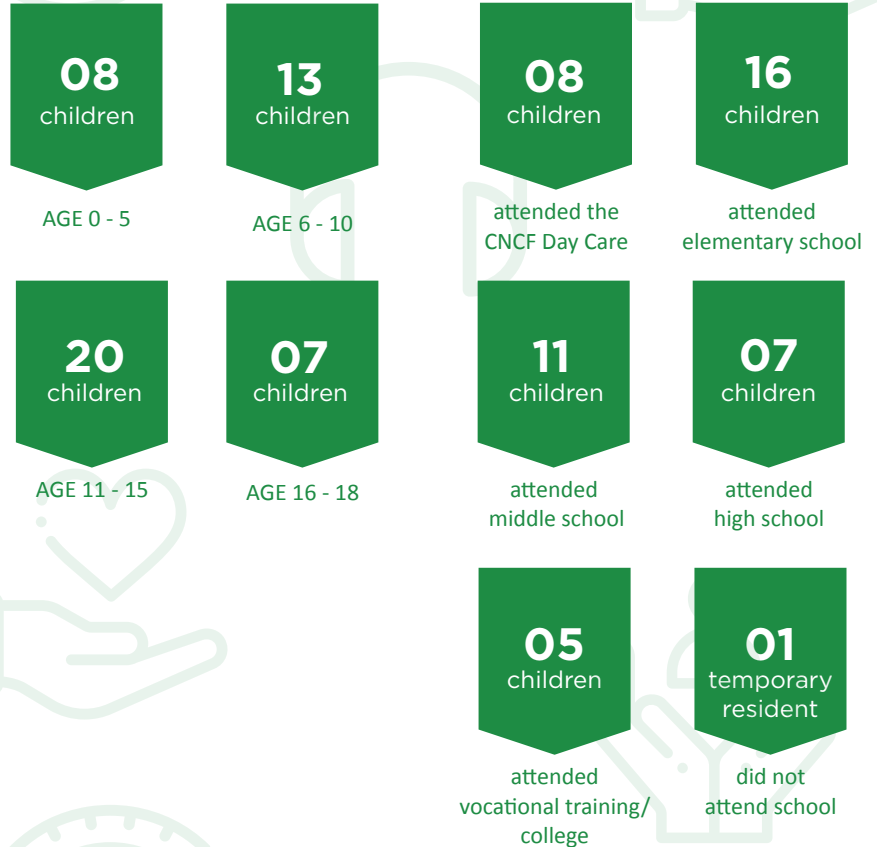 08
children
AGE 0 - 5
13
children
AGE 6 - 10
08
children
attended the
CNCF Day Care
16
children
attended
elementary school
20
children
AGE 11 - 15
07
children
AGE 16 - 18
11
children
attended
middle school
07
children
attended
high school
05
children
attended
vocational training/
college
01
temporary
resident
did not
attend school